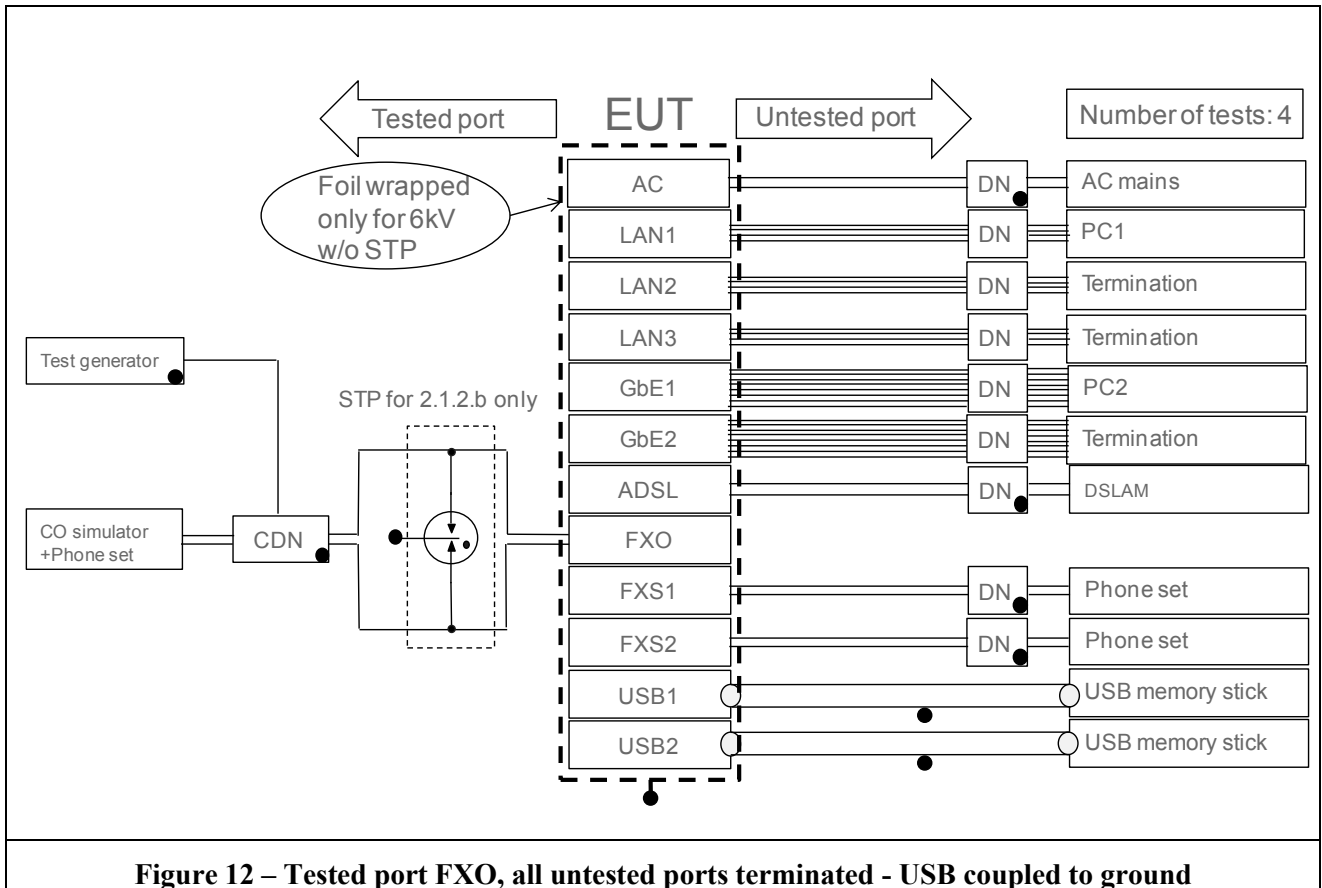 Tested port
EUT
Untested port
Number of tests: 4
Foil wrapped
only for 6kV
w/o STP
AC
DN
AC mains
LAN1
DN
PC1
LAN2
DN
Termination
LAN3
DN
Termination
Test generator
GbE1
DN
PC2
STP for 2.1.2.b only
GbE2
DN
Termination
ADSL
DN
DSLAM
CO simulator
+Phone set
CDN
FXO
FXS1
DN
Phone set
FXS2
DN
Phone set
USB1
USB memory stick
USB2
USB memory stick
Figure 12 – Tested port FXO, all untested ports terminated - USB coupled to ground